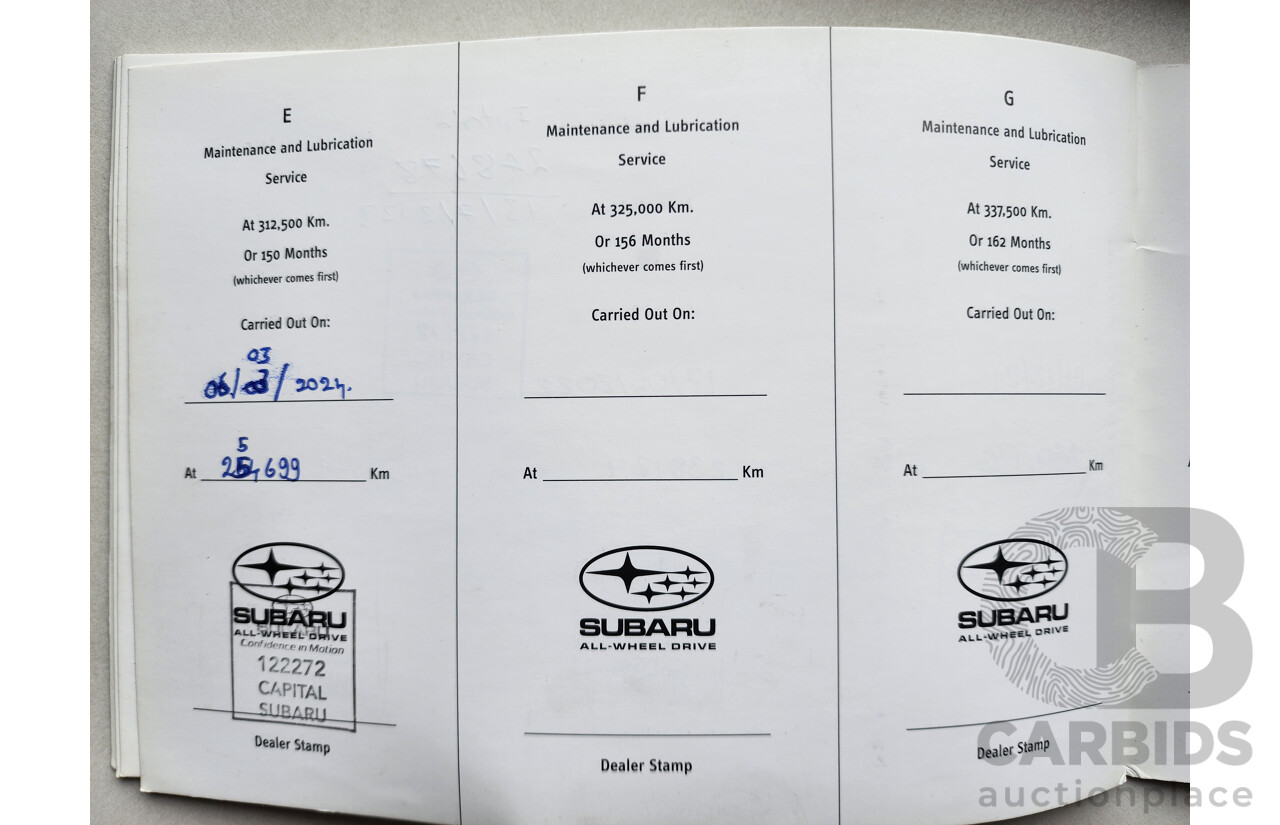 E
Maintenance and Lubrication
Service
At 312,500 Km.
Or 150 Months
(whichever comes first)
Carried Out On:
03
06/03/2024.
5
At 254,699 Km
SUBARU
ALL-WHEEL DRIVE
Confidence in Motion
122272
CAPITAL
SUBARU
Dealer Stamp
F
Maintenance and Lubrication
Service
At 325,000 Km.
Or 156 Months
(whichever comes first)
Carried Out On:
At Km
SUBARU
ALL-WHEEL DRIVE
Dealer Stamp
G
Maintenance and Lubrication
Service
At 337,500 Km.
Or 162 Months
(whichever comes first)
Carried Out On:
At Km
SUBARU
ALL-WHEEL DRIVE
Dealer Stamp
CARBIDS
auctionplace